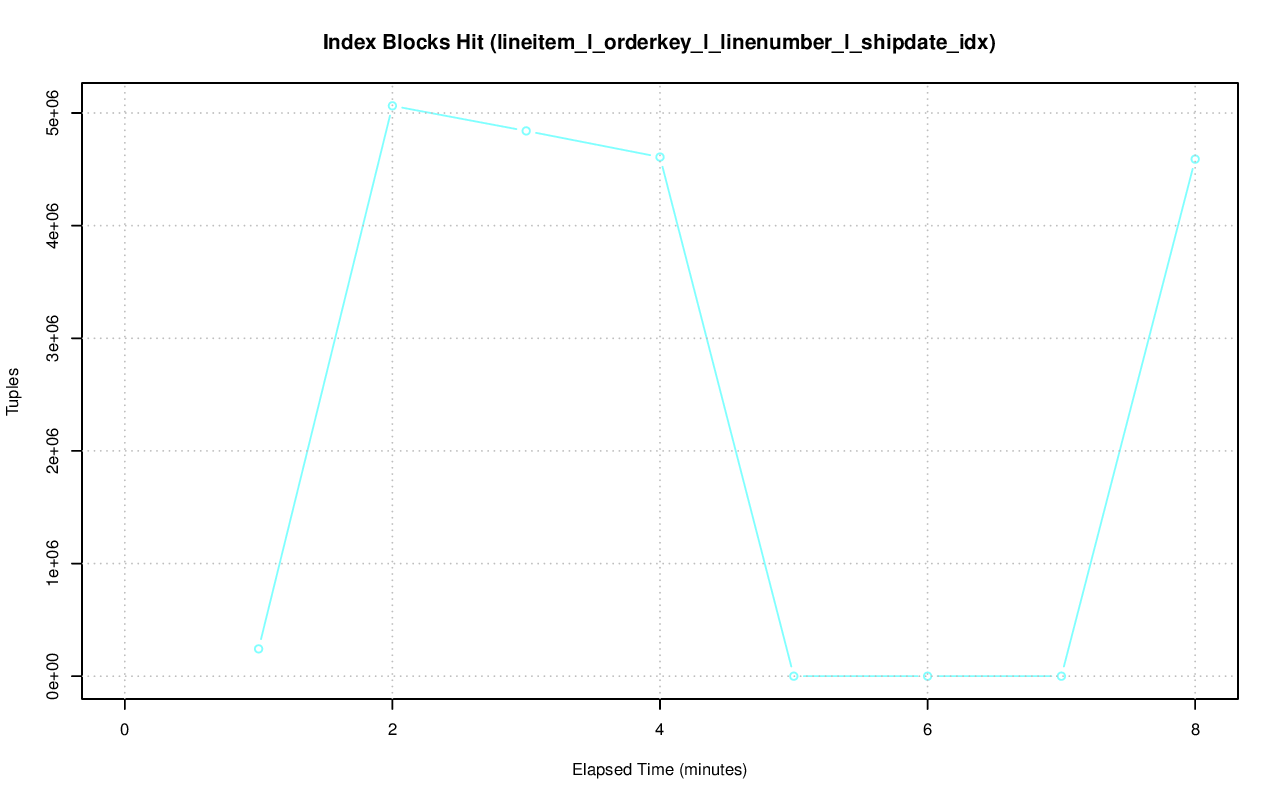 Index Blocks Hit (lineitem_l_orderkey_l_linenumber_l_shipdate_idx)
Tuples
5e+06
4e+06
3e+06
2e+06
1e+06
0e+00
0 2 4 6 8
Elapsed Time (minutes)